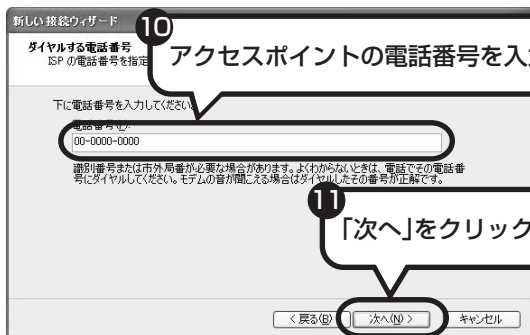 新しい接続ウィザード
10
ダイヤルする電話番号
ISP の電話番号を指定
アクセスポイントの電話番号を入
下に電話番号を入力してください
電話番号(P):
00-0000-0000
識別番号または市外局番が必要な場合があります。よくわからないときは、電話でその電話番
号にダイヤルしてください。モデムの音が聞こえる場合はダイヤルしたその番号が正解です。
11
「次へ」をクリック
< 戻る(B)
次へ(N) >
キャンセル